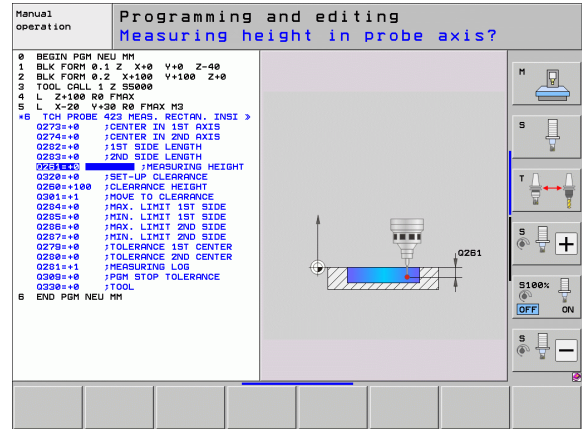 Manual
operation
Programming and editing
Measuring height in probe axis?
0 BEGIN PGM NEU MM
1 BLK FORM 0.1 Z X+0 Y+0 Z-40
2 BLK FORM 0.2 X+100 Y+100 Z+0
3 TOOL CALL 1 Z S5000
4 L Z+100 R0 FMAX
5 L X-20 Y+30 R0 FMAX M3
*6 TCH PROBE 423 MEAS. RECTAN. INSI »
Q273=+0 ;CENTER IN 1ST AXIS
Q274=+0 ;CENTER IN 2ND AXIS
Q282=+0 ;1ST SIDE LENGTH
Q283=+0 ;2ND SIDE LENGTH
Q261=+0 ;MEASURING HEIGHT
Q320=+0 ;SET-UP CLEARANCE
Q260=+100 ;CLEARANCE HEIGHT
Q301=+1 ;MOVE TO CLEARANCE
Q284=+0 ;MAX. LIMIT 1ST SIDE
Q285=+0 ;MIN. LIMIT 1ST SIDE
Q286=+0 ;MAX. LIMIT 2ND SIDE
Q287=+0 ;MIN. LIMIT 2ND SIDE
Q279=+0 ;TOLERANCE 1ST CENTER
Q280=+0 ;TOLERANCE 2ND CENTER
Q281=+1 ;MEASURING LOG
Q309=+0 ;PGM STOP TOLERANCE
Q330=+0 ;TOOL
6 END PGM NEU MM
Q261
M
S
T
S
+
S100%
OFF ON
S
−